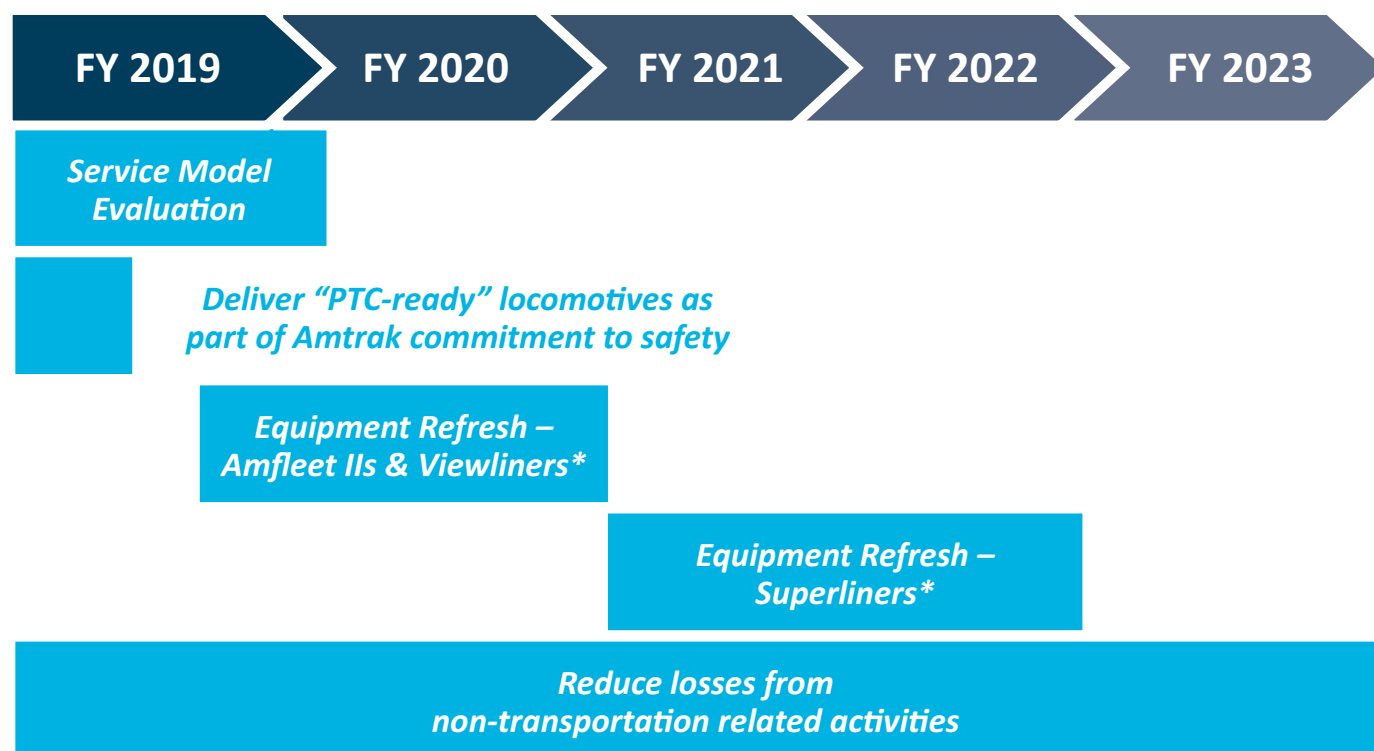 FY 2019
FY 2020
FY 2021
FY 2022
FY 2023
Service Model
Evaluation
Deliver “PTC-ready” locomotives as
part of Amtrak commitment to safety
Equipment Refresh –
Amfleet IIs & Viewliners*
Equipment Refresh –
Superliners*
Reduce losses from
non-transportation related activities